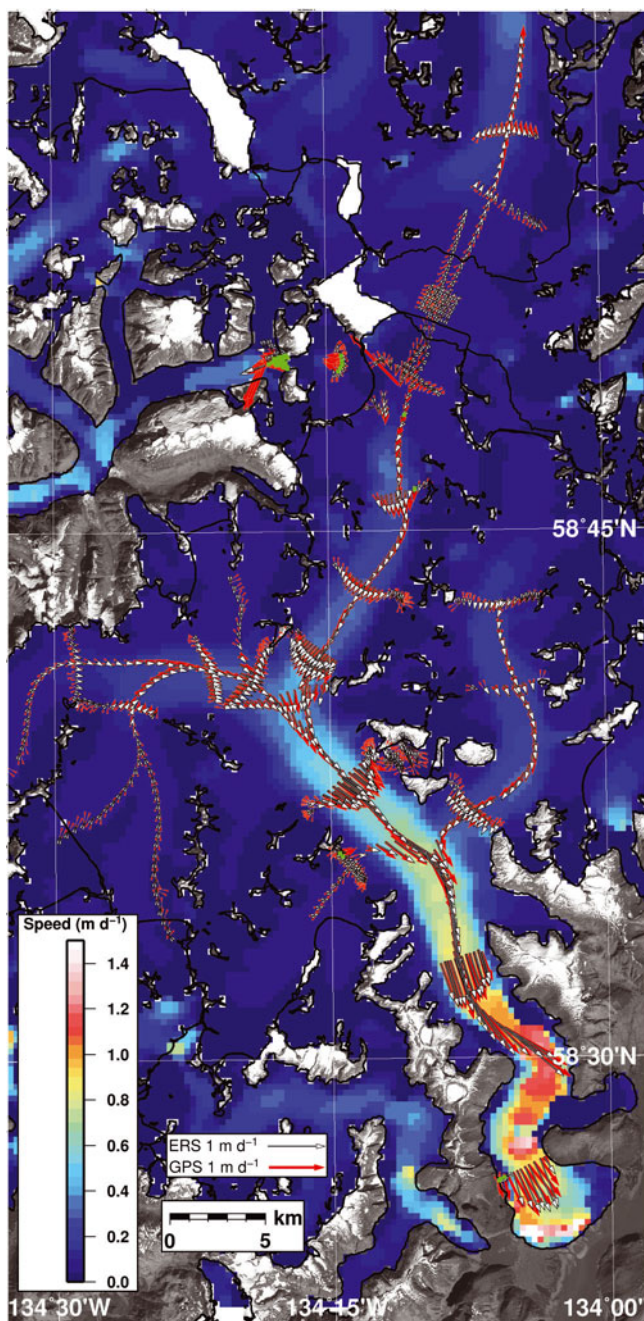 58°45'N
Speed (m d⁻¹)
1.4
1.2
1.0
0.8
0.6
0.4
0.2
0.0
58°30'N
ERS 1 m d⁻¹
GPS 1 m d⁻¹
km
0 5
134°30'W 134°15'W 134°00'